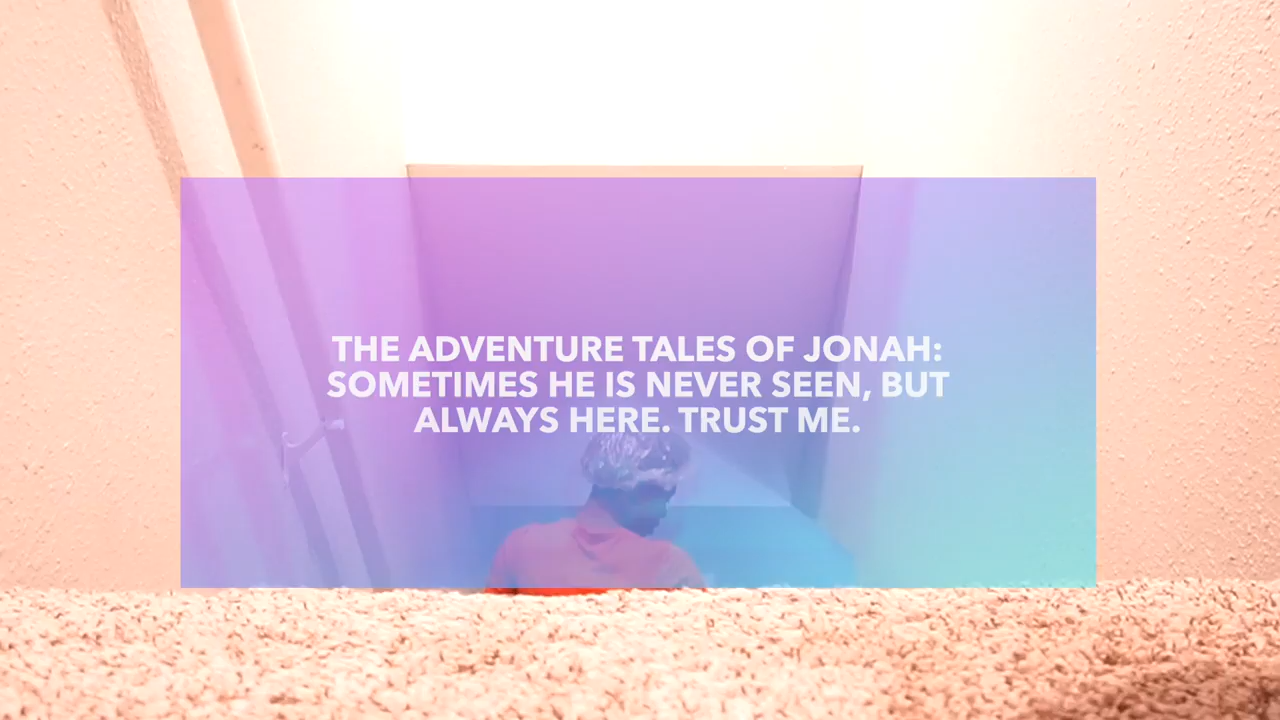 THE ADVENTURE TALES OF JONAH:
SOMETIMES HE IS NEVER SEEN, BUT
ALWAYS HERE. TRUST ME.